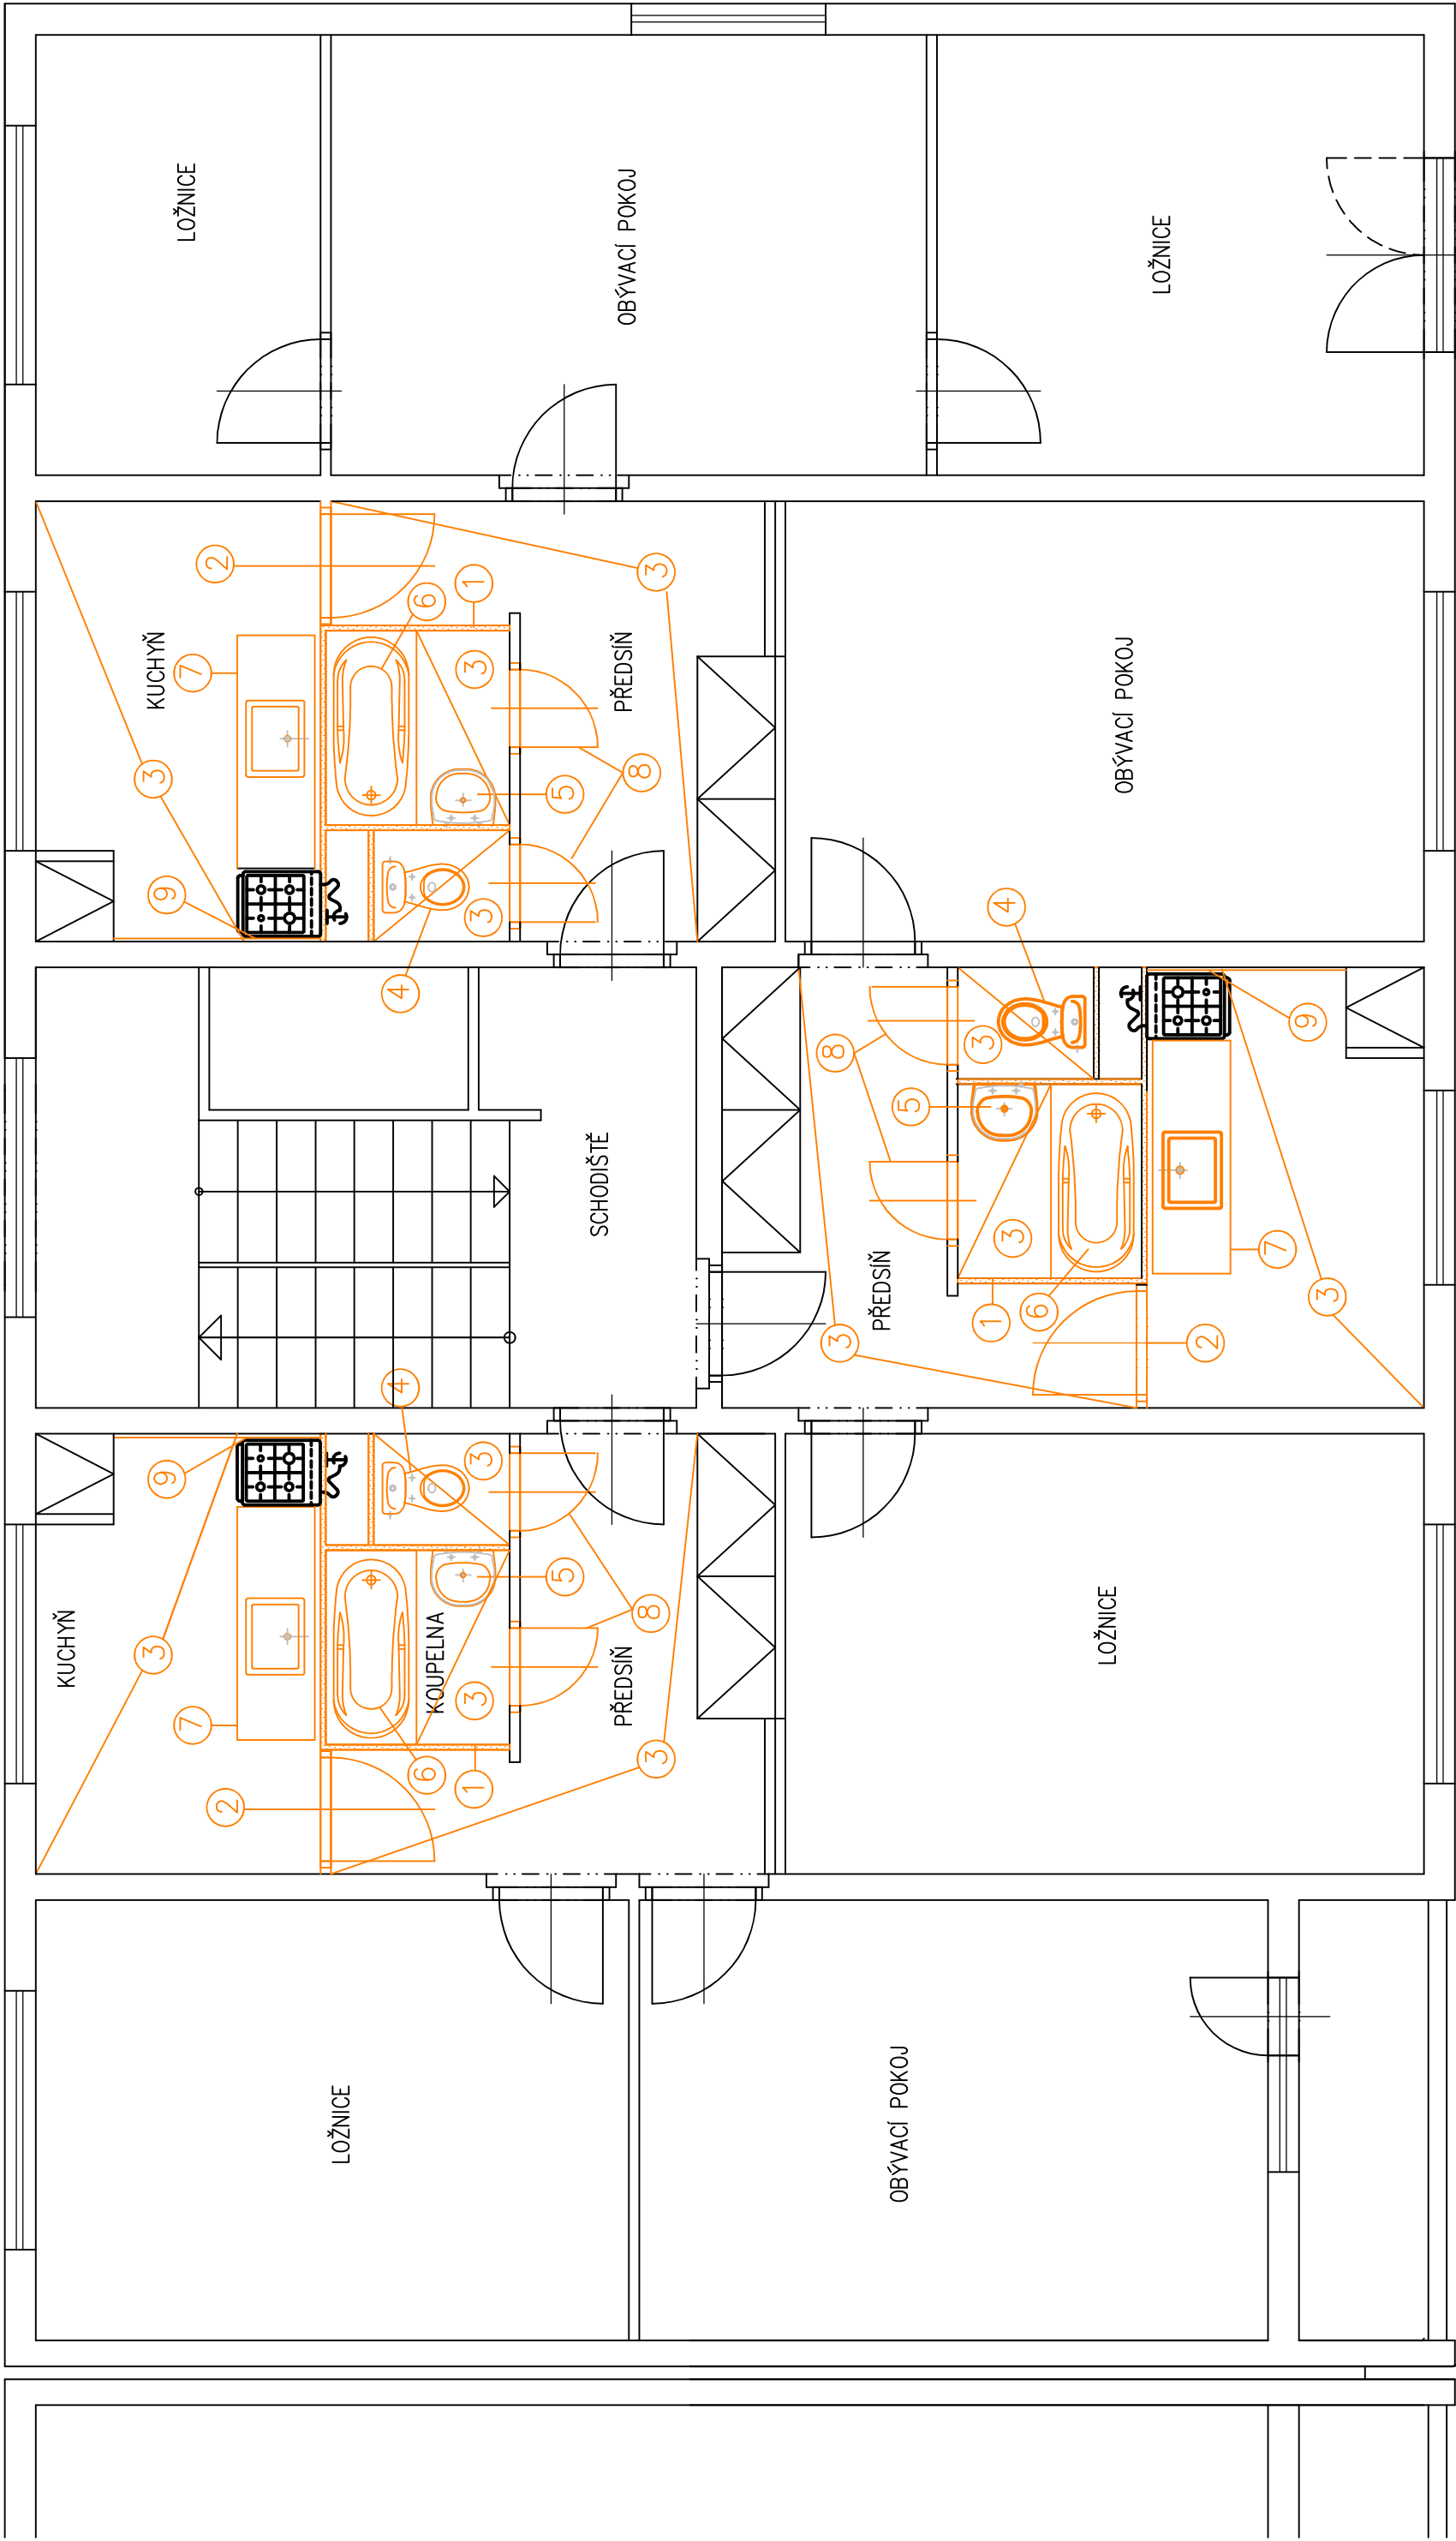 KUCHYŇ
3
3
KUCHYŇ
9
9
LOŽNICE
7
7
2
2
LOŽNICE
4
4
6
KOUPELNA
6
1
3
3
3
3
1
5
5
SCHODIŠTĚ
PŘEDSÍŇ
PŘEDSÍŇ
OBÝVACÍ POKOJ
8
8
3
3
3
8
PŘEDSÍŇ
OBÝVACÍ POKOJ
5
1
3
3
4
6
LOŽNICE
OBÝVACÍ POKOJ
LOŽNICE
2
7
9
3